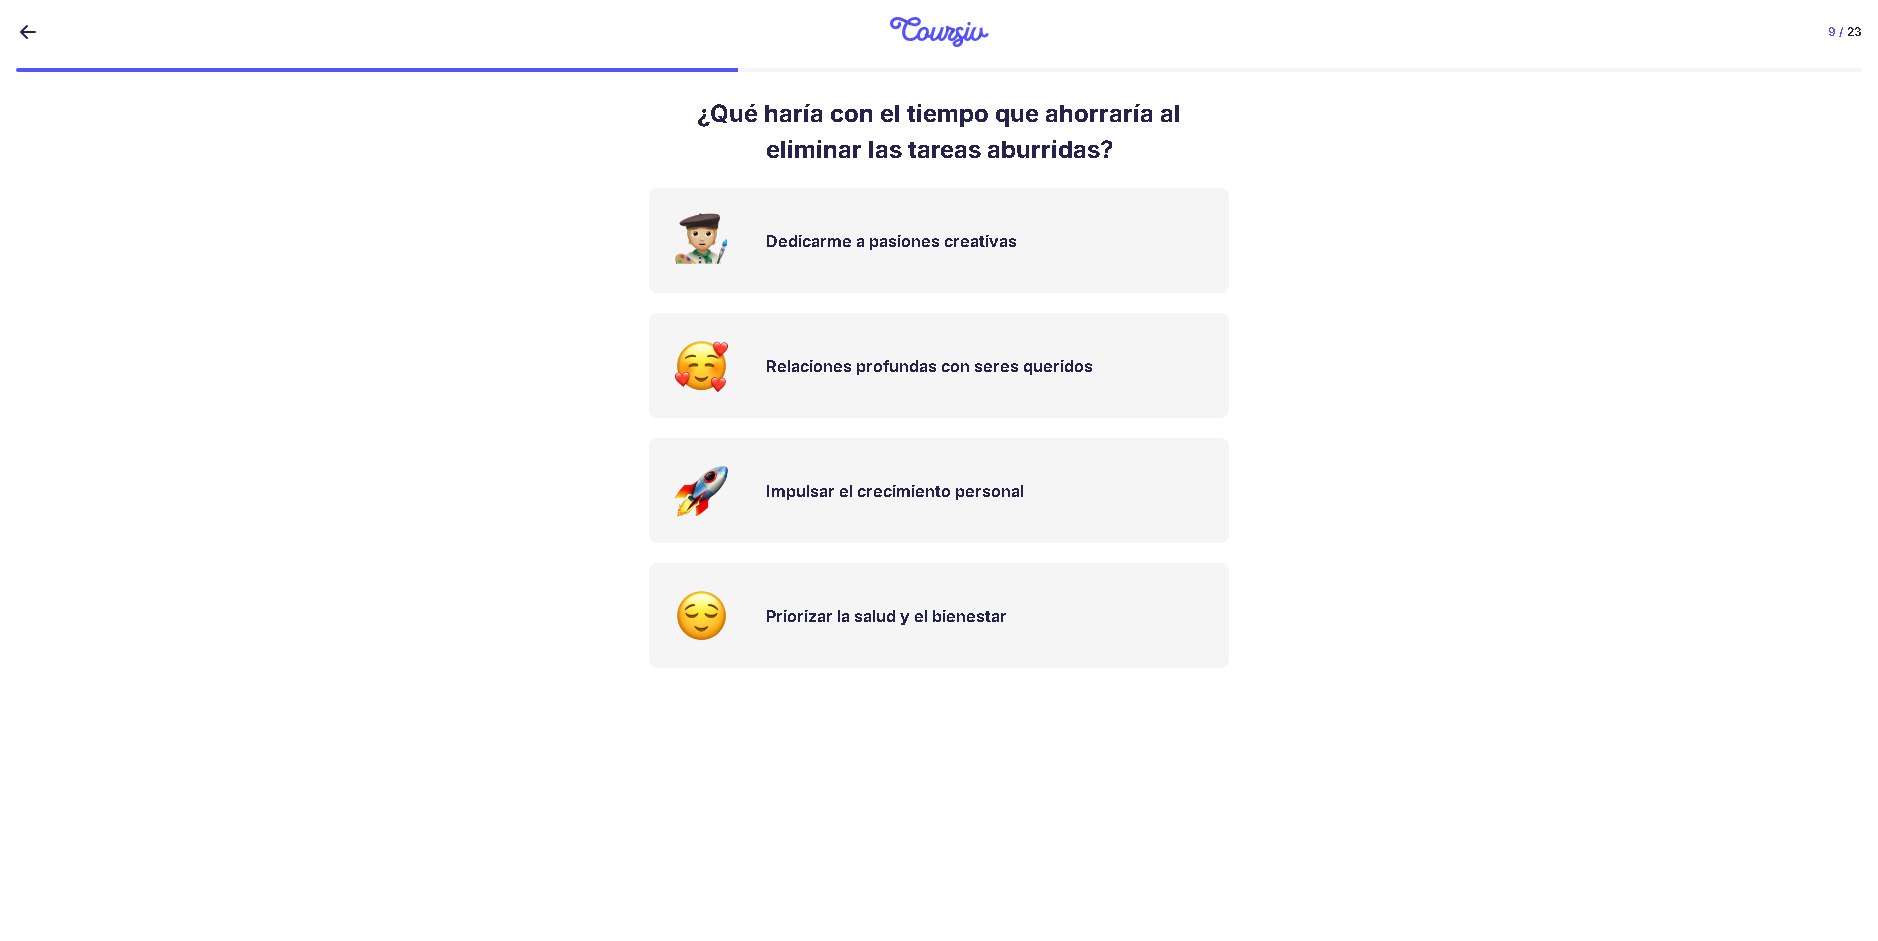 Coursiv
9 / 23
¿Qué haría con el tiempo que ahorraría al
eliminar las tareas aburridas?
Dedicarme a pasiones creativas
Relaciones profundas con seres queridos
Impulsar el crecimiento personal
Priorizar la salud y el bienestar